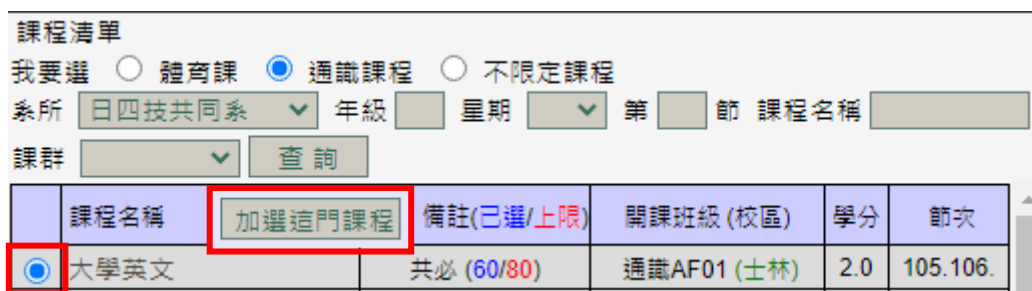 課程清單
我要選 體育課 通識課程 不限定課程
系所 日四技共同系 年級 星期 第 節 課程名稱
課群 查詢
課程名稱 加選這門課程 備註(已選/上限) 開課班級(校區) 學分 節次
大學英文 共必 (60/80) 通識AF01 (士林) 2.0 105.106.